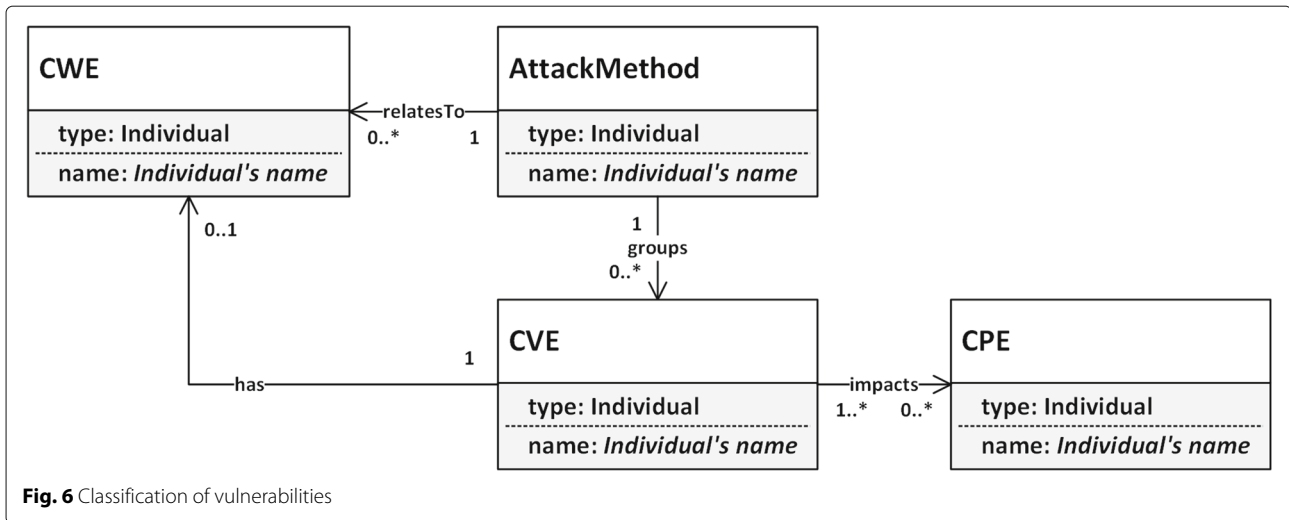 CWE
type: Individual
name: Individual's name
AttackMethod
type: Individual
name: Individual's name
relatesTo
0..*
1
1
groups
0..*
0..1
has
1
CVE
type: Individual
name: Individual's name
impacts
1..*
0..*
CPE
type: Individual
name: Individual's name
Fig. 6 Classification of vulnerabilities